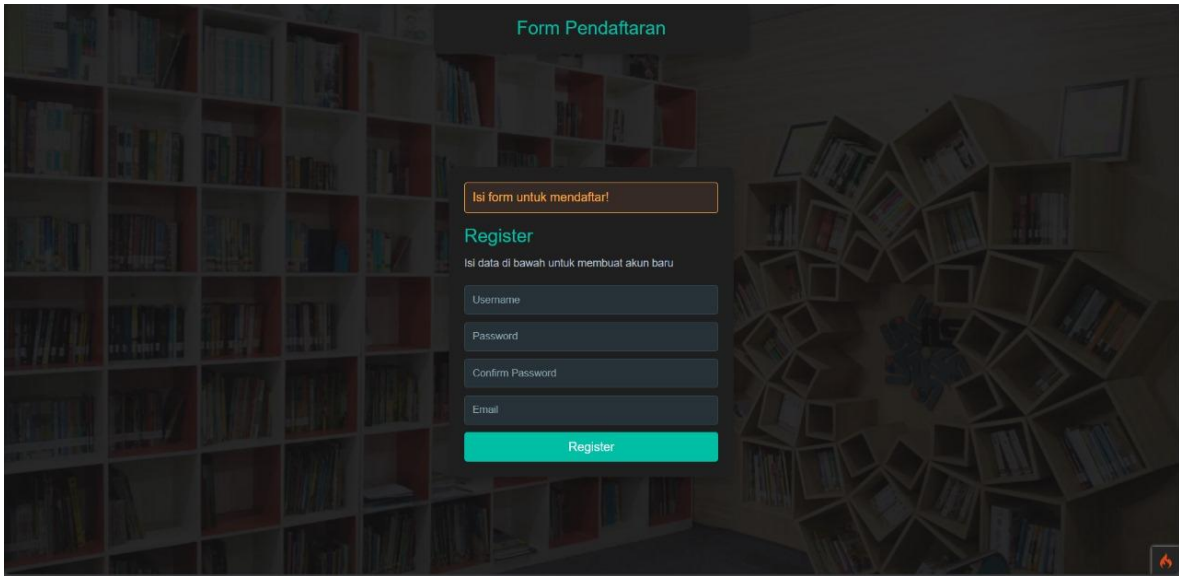 Form Pendaftaran
Isi form untuk mendaftar!
Register
Isi data di bawah untuk membuat akun baru
Username
Password
Confirm Password
Email
Register